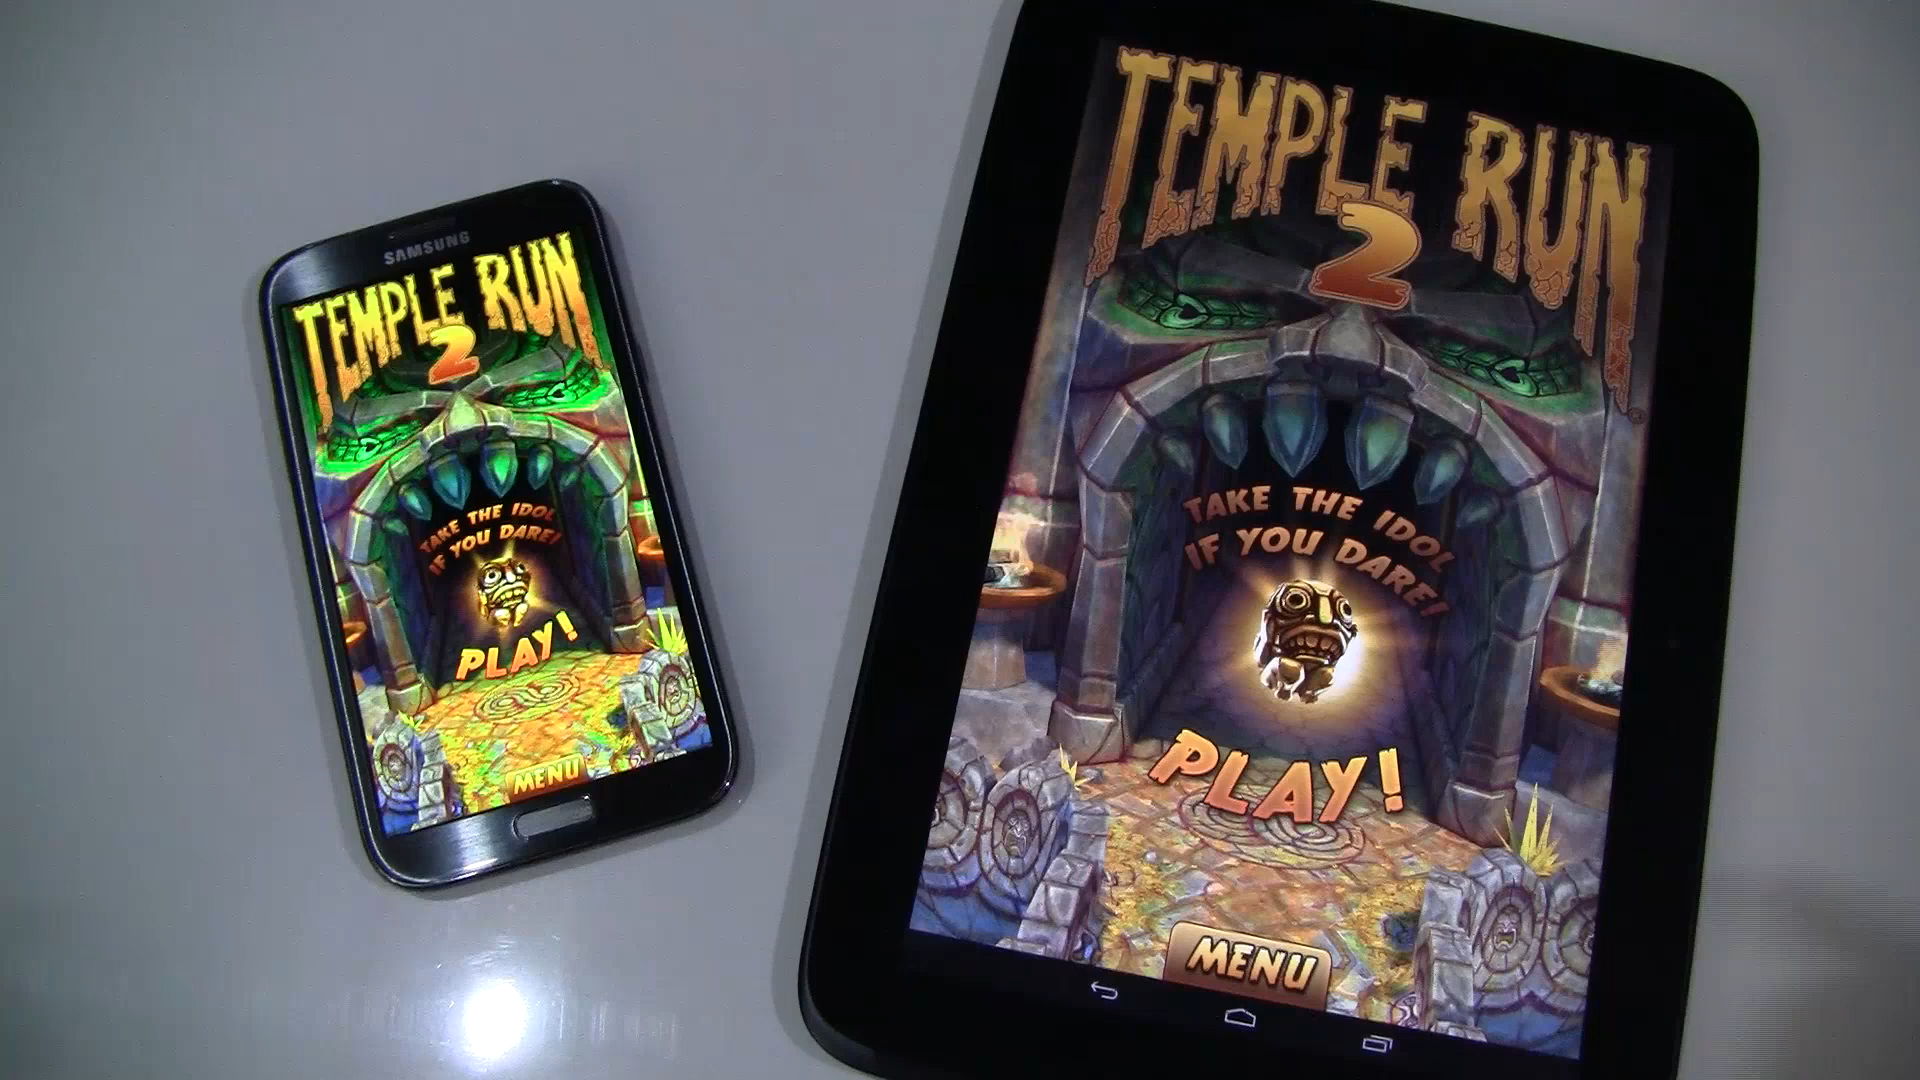 SAMSUNG
TEMPLE RUN
2
TAKE THE IDOL
IF YOU DARE!
PLAY!
MENU
TEMPLE RUN
2
®
TAKE THE IDOL
IF YOU DARE!
PLAY!
MENU